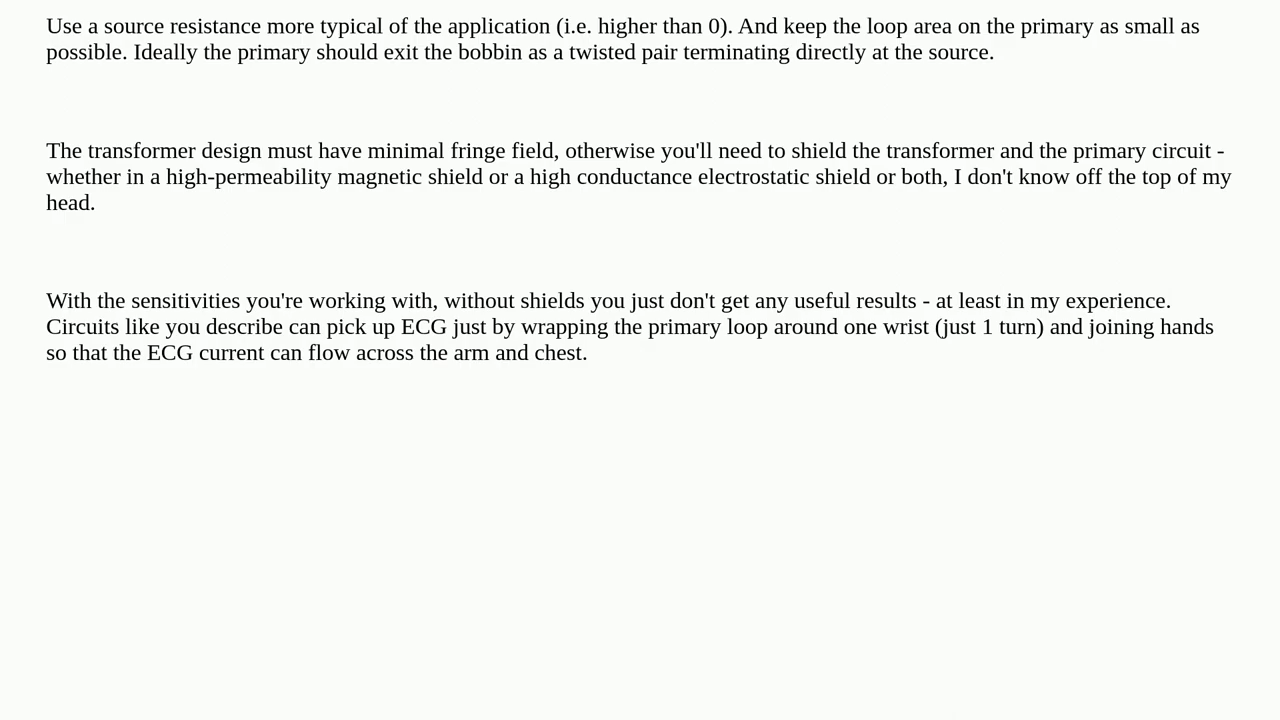 Use a source resistance more typical of the application (i.e. higher than 0). And keep the loop area on the primary as small as
possible. Ideally the primary should exit the bobbin as a twisted pair terminating directly at the source.
The transformer design must have minimal fringe field, otherwise you'll need to shield the transformer and the primary circuit -
whether in a high-permeability magnetic shield or a high conductance electrostatic shield or both, I don't know off the top of my
head.
With the sensitivities you're working with, without shields you just don't get any useful results - at least in my experience.
Circuits like you describe can pick up ECG just by wrapping the primary loop around one wrist (just 1 turn) and joining hands
so that the ECG current can flow across the arm and chest.